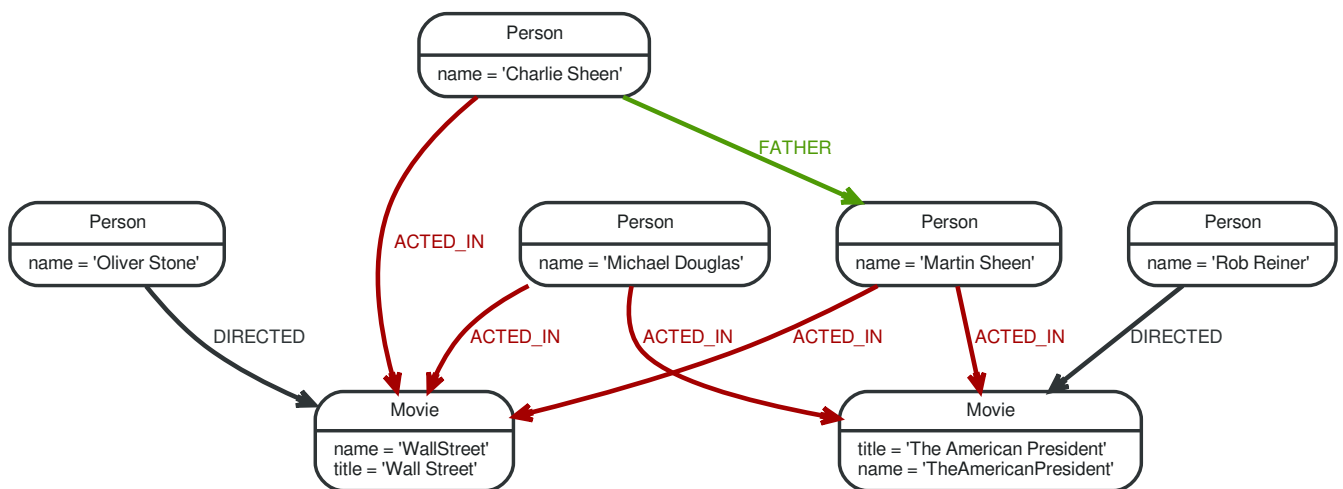 Person
name = 'Charlie Sheen'
FATHER
Person
name = 'Oliver Stone'
ACTED_IN
Person
name = 'Michael Douglas'
Person
name = 'Martin Sheen'
Person
name = 'Rob Reiner'
DIRECTED
ACTED_IN
ACTED_IN
ACTED_IN
ACTED_IN
DIRECTED
Movie
name = 'WallStreet'
title = 'Wall Street'
Movie
title = 'The American President'
name = 'TheAmericanPresident'